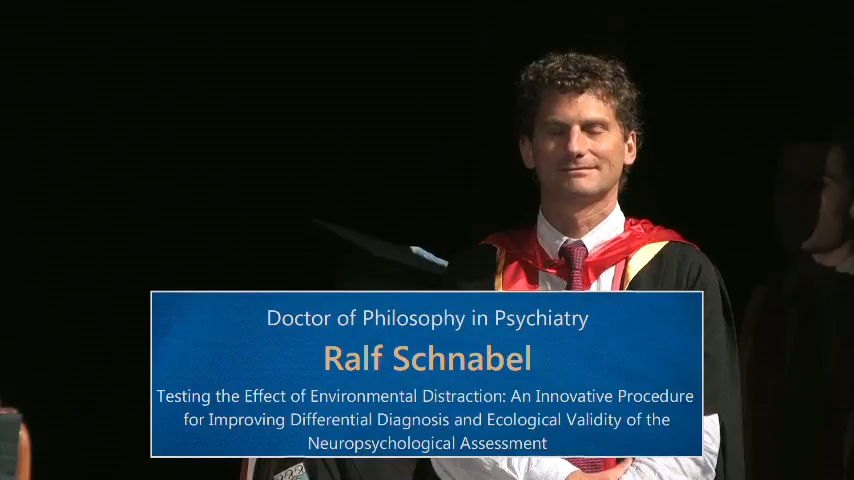 Doctor of Philosophy in Psychiatry
Ralf Schnabel
Testing the Effect of Environmental Distraction: An Innovative Procedure
for Improving Differential Diagnosis and Ecological Validity of the
Neuropsychological Assessment